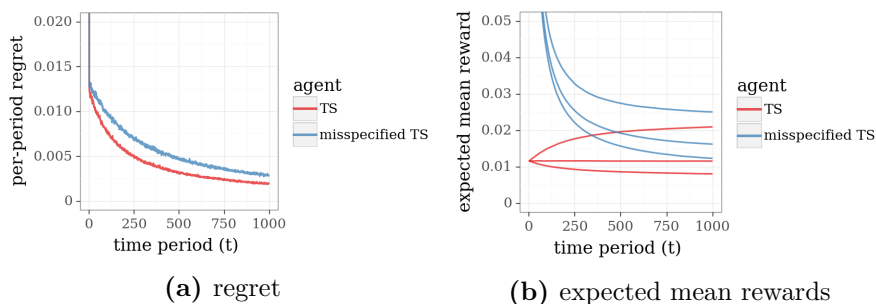 0.020
0.015
0.010
0.005
0
per-period regret
0
250
500
750
1000
time period (t)
agent
TS
misspecified TS
(a) regret
0.05
0.04
0.03
0.02
0.01
0
expected mean reward
0
250
500
750
1000
time period (t)
agent
TS
misspecified TS
(b) expected mean rewards